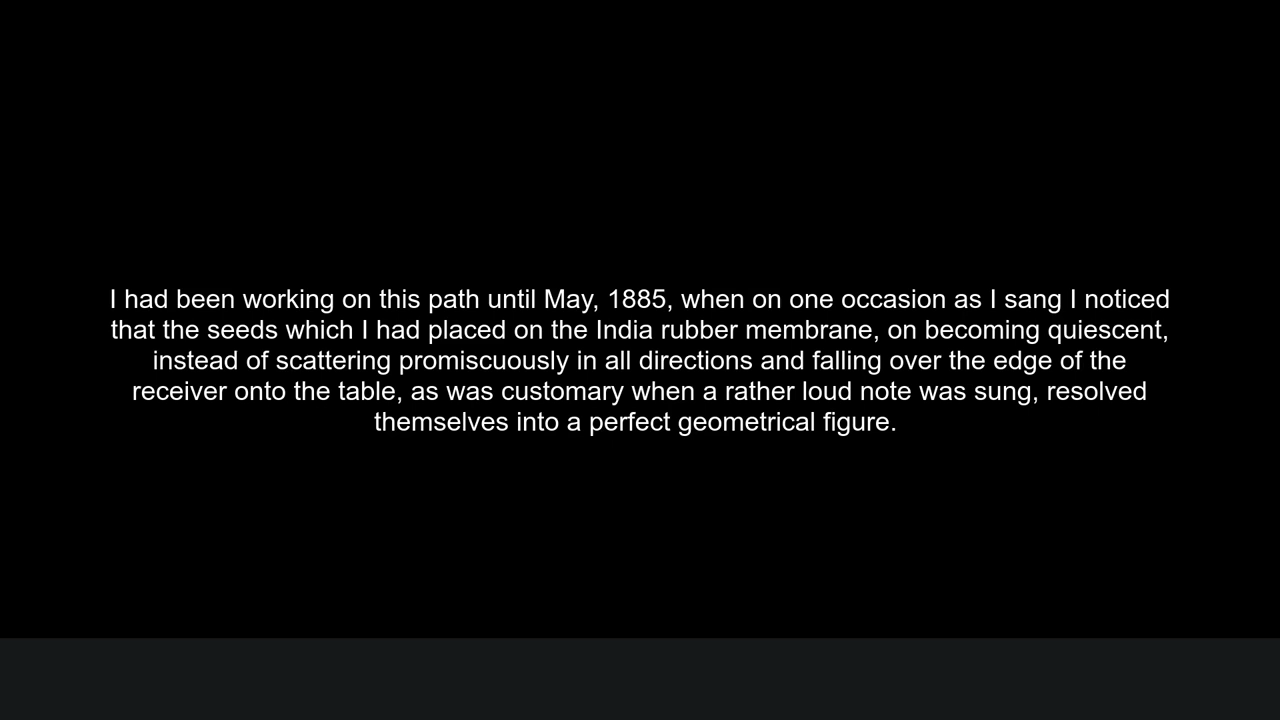 I had been working on this path until May, 1885, when on one occasion as I sang I noticed
that the seeds which I had placed on the India rubber membrane, on becoming quiescent,
instead of scattering promiscuously in all directions and falling over the edge of the
receiver onto the table, as was customary when a rather loud note was sung, resolved
themselves into a perfect geometrical figure.